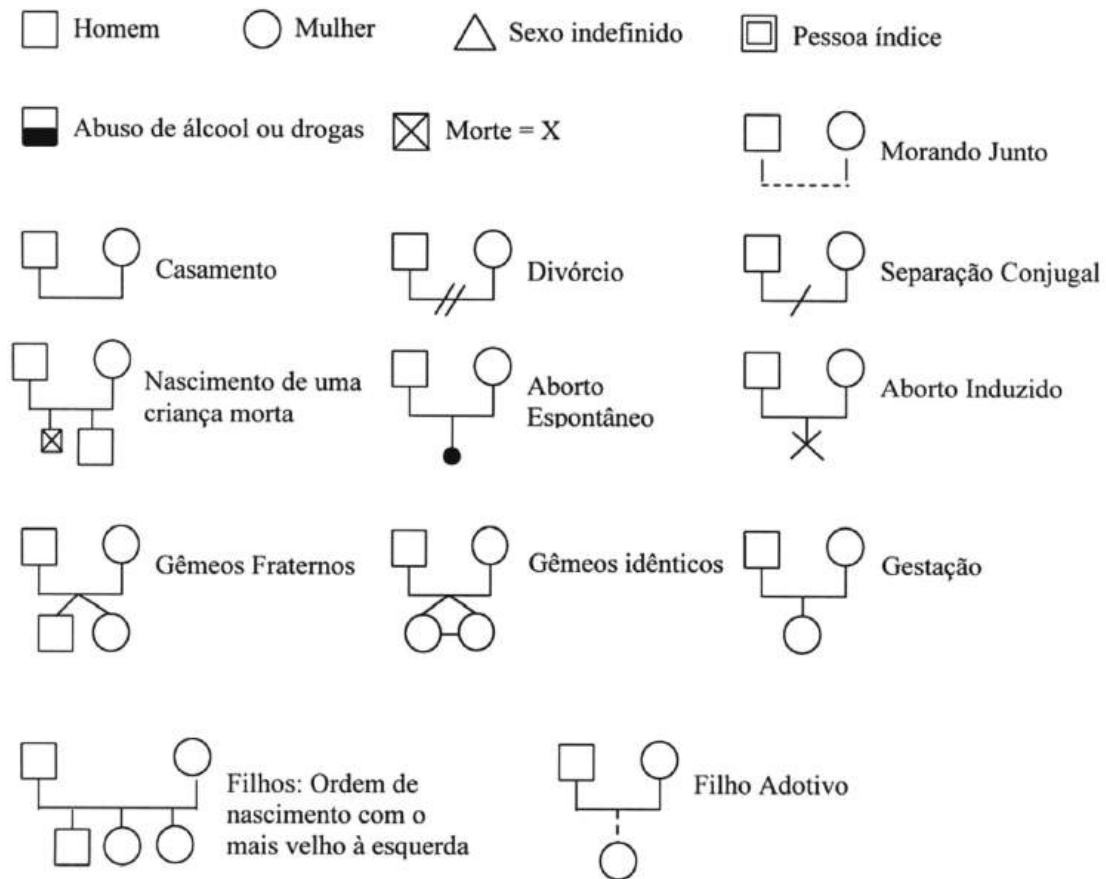 Homem
Mulher
Sexo indefinido
Pessoa índice
Abuso de álcool ou drogas
Morte = X
Morando Junto
Casamento
Divórcio
Separação Conjugal
Nascimento de uma
criança morta
Aborto
Espontâneo
Aborto Induzido
Gêmeos Fraternos
Gêmeos idênticos
Gestação
Filhos: Ordem de
nascimento com o
mais velho à esquerda
Filho Adotivo